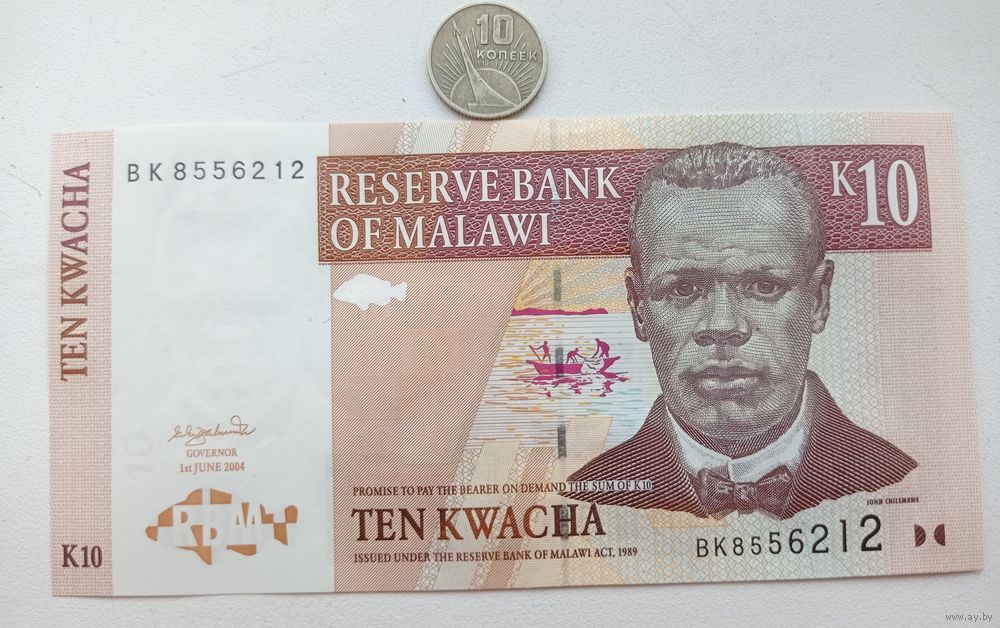 10
КОПЕЕК
BK8556212
RESERVE BANK
OF MALAWI
K10
TEN KWACHA
GOVERNOR
1st JUNE 2004
RBM
K10
PROMISE TO PAY THE BEARER ON DEMAND THE SUM OF K10
TEN KWACHA
ISSUED UNDER THE RESERVE BANK OF MALAWI ACT, 1989
JOHN CHILEMBWE
BK8556212
www.ay.by